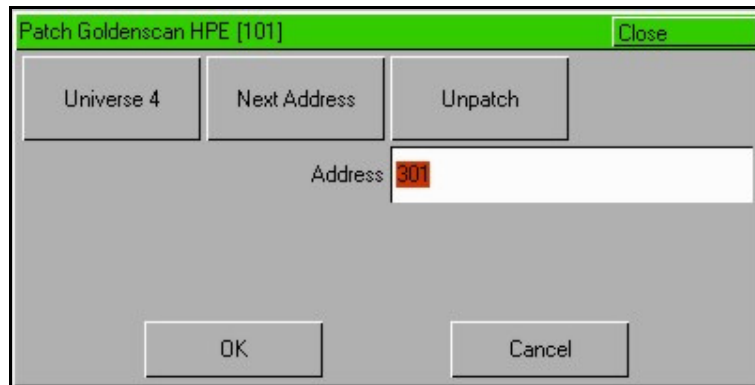 Patch Goldenscan HPE [101] Close
Universe 4 Next Address Unpatch
Address 301
OK Cancel